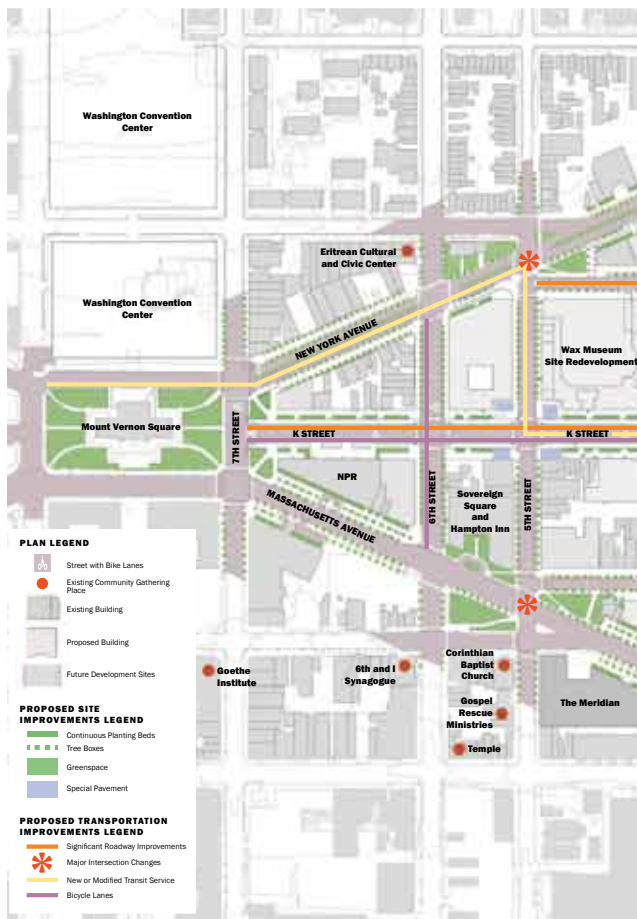 Washington Convention
Center
Eritrean Cultural
and Civic Center
Washington Convention
Center
NEW YORK AVENUE
Wax Museum
Site Redevelopment
Mount Vernon Square
7TH STREET
K STREET
K STREET
NPR
MASSACHUSETTS AVENUE
6TH STREET
Sovereign
Square
and
Hampton Inn
5TH STREET
PLAN LEGEND
Street with Bike Lanes
Existing Community Gathering
Place
Existing Building
Proposed Building
Future Development Sites
Goethe
Institute
6th and I
Synagogue
Corinthian
Baptist
Church
Gospel
Rescue
Ministries
Temple
The Meridian
PROPOSED SITE
IMPROVEMENTS LEGEND
Continuous Planting Beds
Tree Boxes
Greenspace
Special Pavement
PROPOSED TRANSPORTATION
IMPROVEMENTS LEGEND
Significant Roadway Improvements
Major Intersection Changes
New or Modified Transit Service
Bicycle Lanes